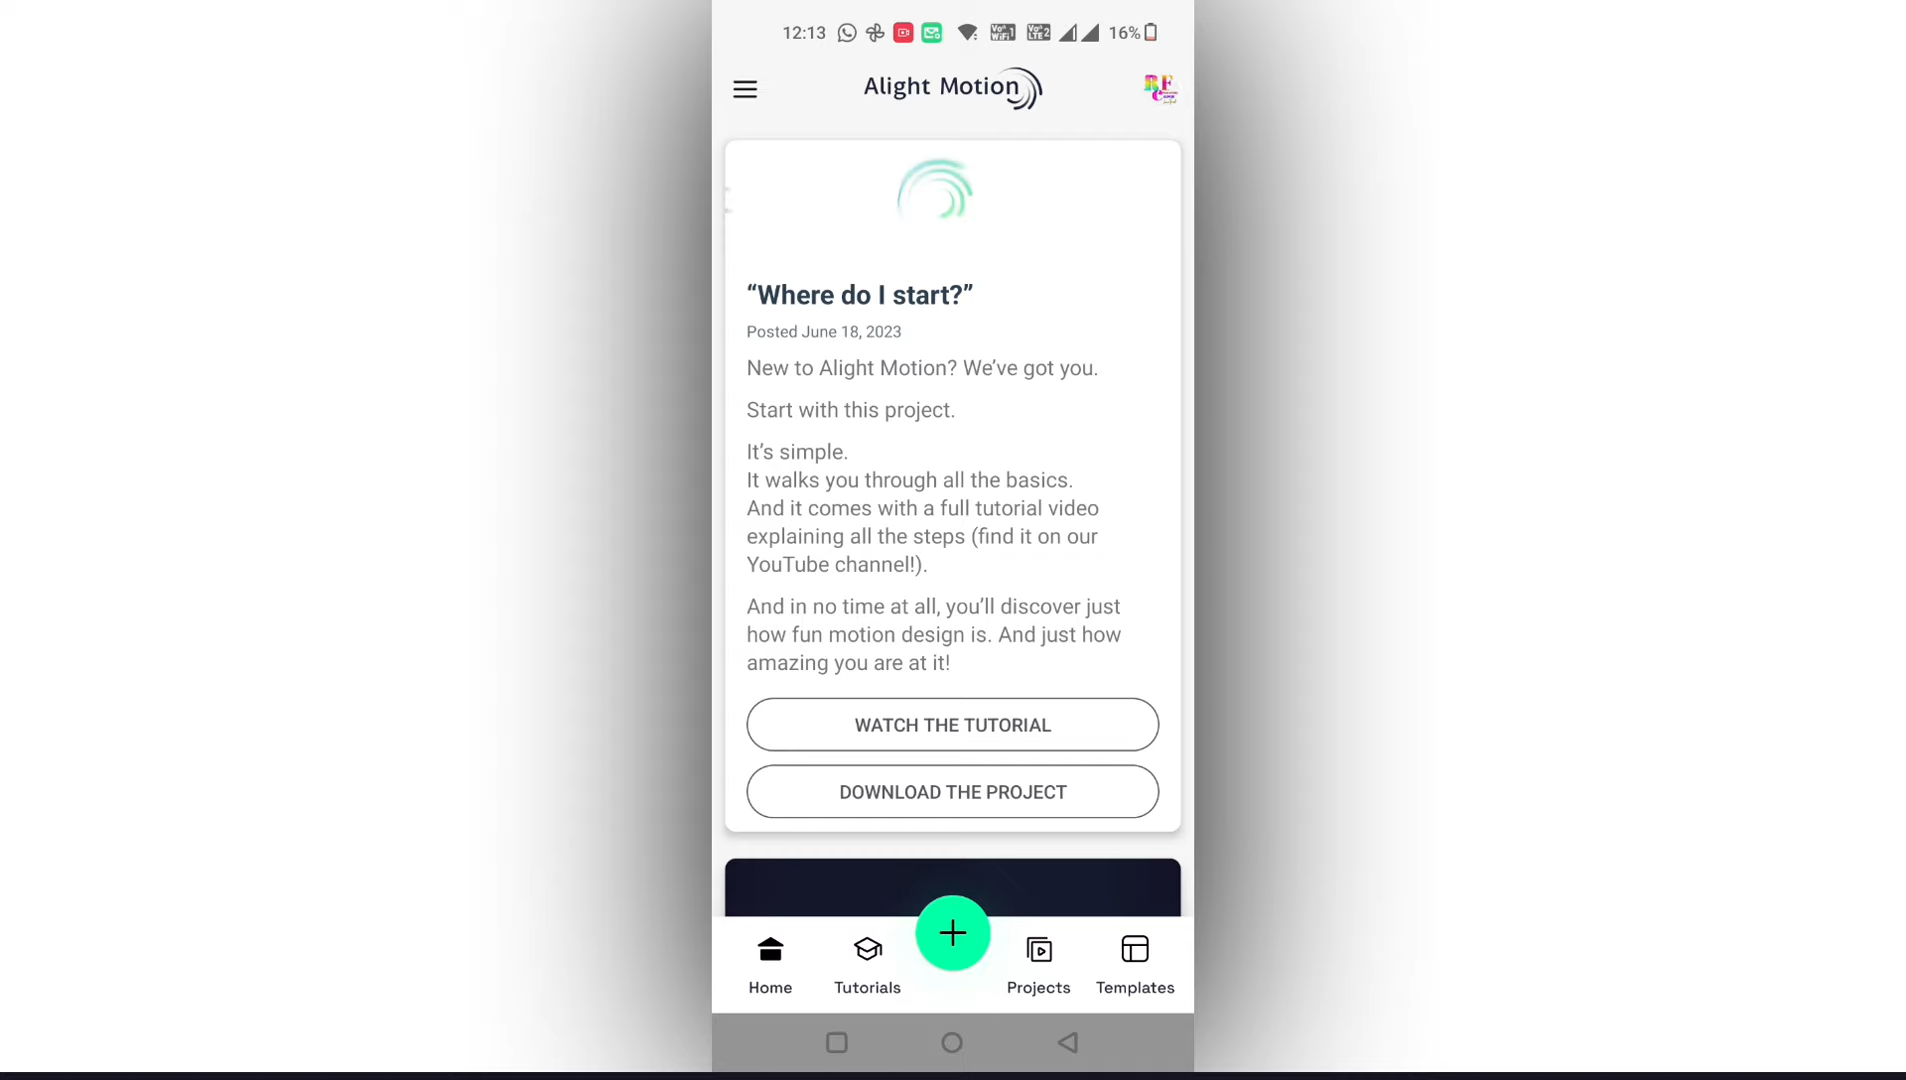 12:13
16%
Alight Motion
“Where do I start?”
Posted June 18, 2023
New to Alight Motion? We’ve got you.
Start with this project.
It’s simple.
It walks you through all the basics.
And it comes with a full tutorial video
explaining all the steps (find it on our
YouTube channel!).
And in no time at all, you’ll discover just
how fun motion design is. And just how
amazing you are at it!
WATCH THE TUTORIAL
DOWNLOAD THE PROJECT
Home
Tutorials
Projects
Templates